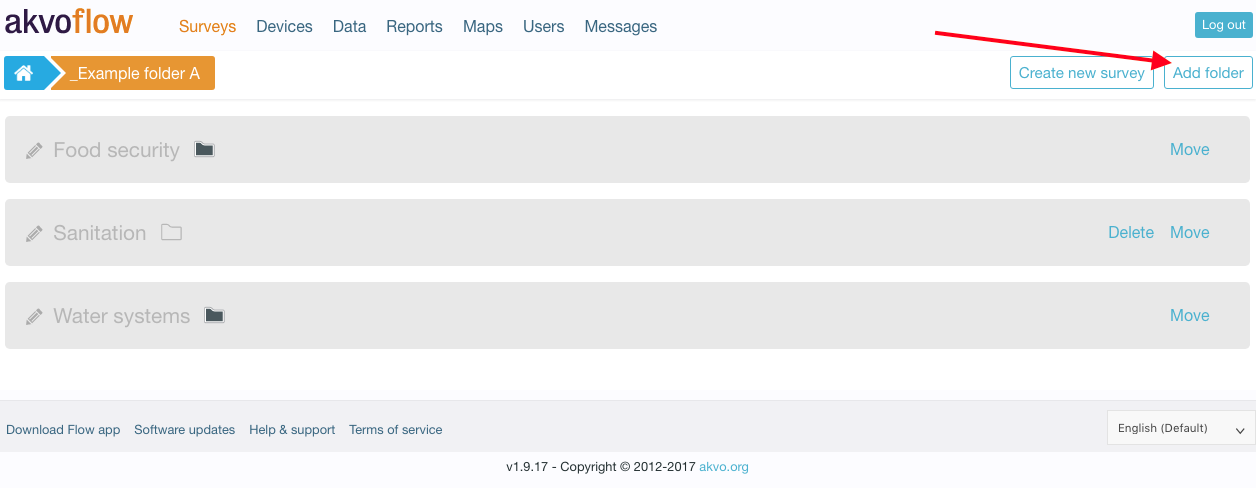 akvoflow Surveys Devices Data Reports Maps Users Messages Log out
_Example folder A Create new survey Add folder
Food security Move
Sanitation Delete Move
Water systems Move
Download Flow app Software updates Help & support Terms of service English (Default)
v1.9.17 - Copyright © 2012-2017 akvo.org